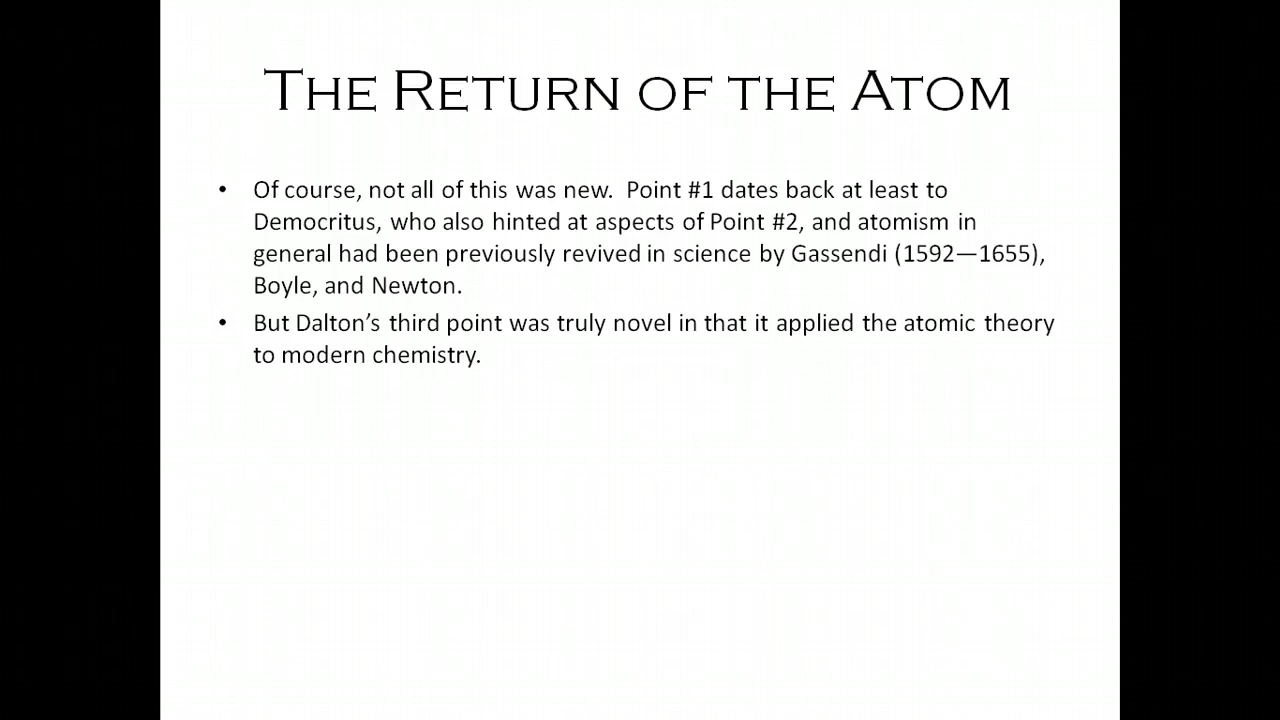 The Return of the Atom
• Of course, not all of this was new.  Point #1 dates back at least to
Democritus, who also hinted at aspects of Point #2, and atomism in
general had been previously revived in science by Gassendi (1592—1655),
Boyle, and Newton.
• But Dalton’s third point was truly novel in that it applied the atomic theory
to modern chemistry.